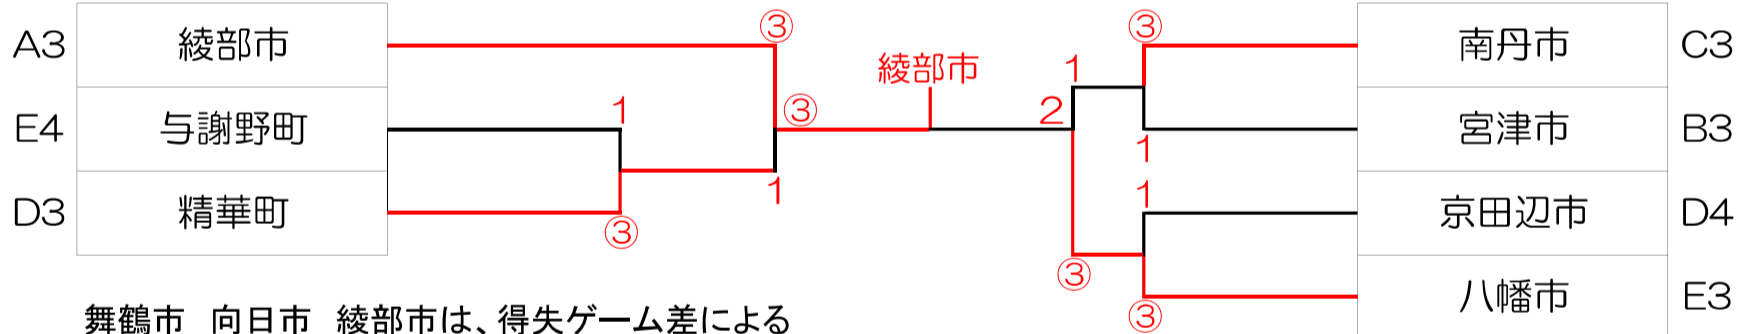 ③ ③
A3 綾部市 南丹市 C3
綾部市 1
1 ③ 2
E4 与謝野町 宮津市 B3
1
1 1
D3 精華町 京田辺市 D4
③ ③
八幡市 E3
舞鶴市 向日市 綾部市は、得失ゲーム差による ③